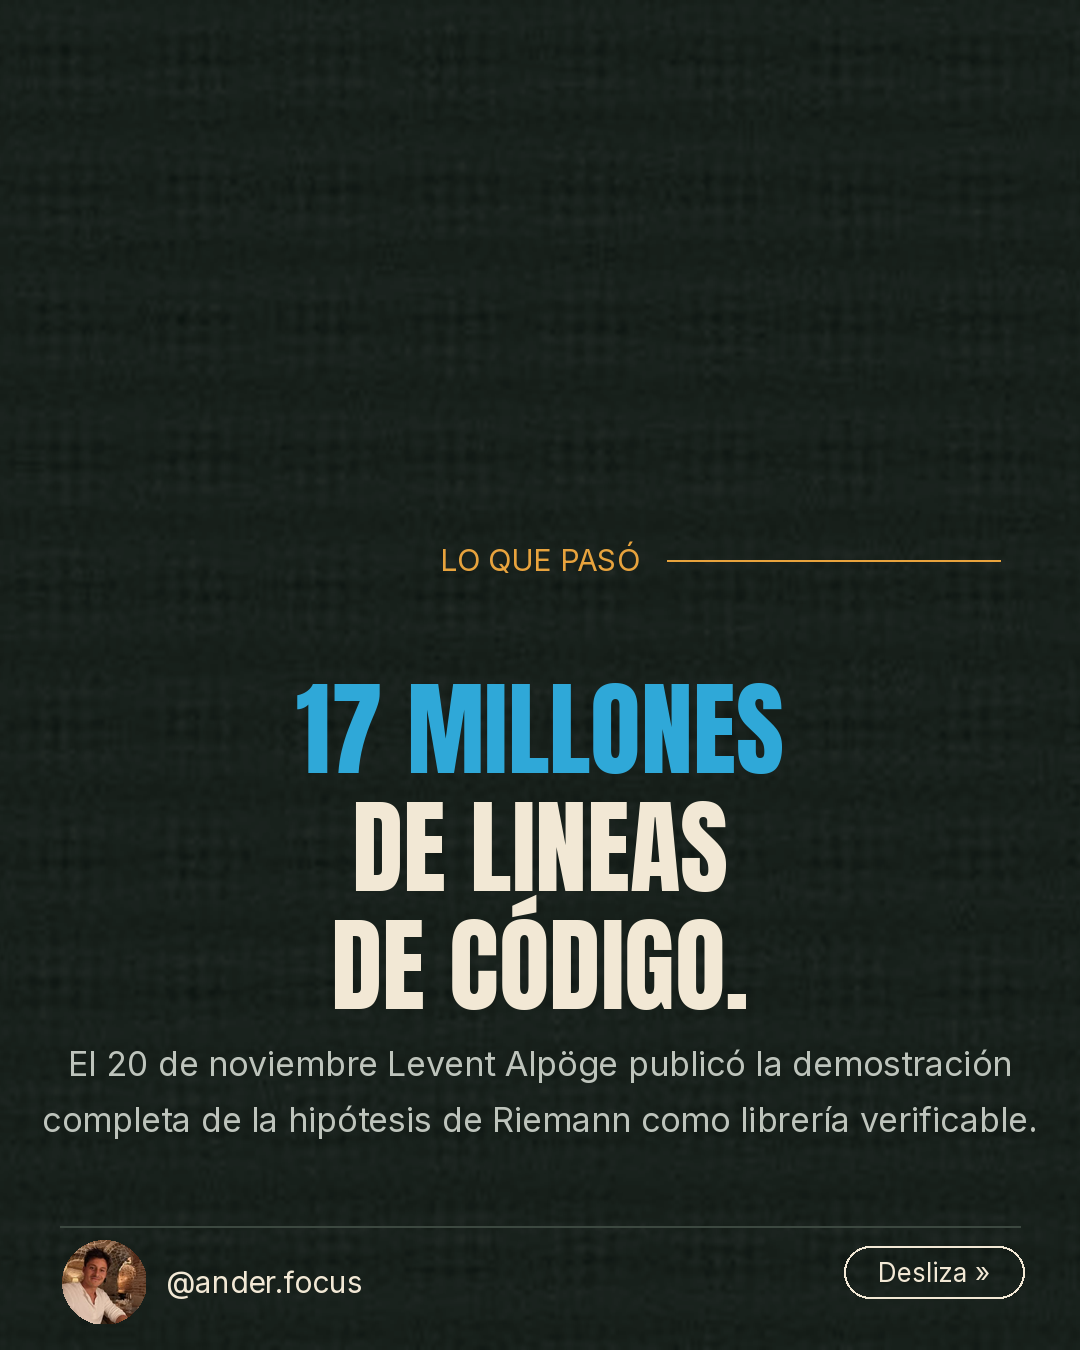 LO QUE PASÓ
17 MILLONES
DE LINEAS
DE CÓDIGO.
El 20 de noviembre Levent Alpöge publicó la demostración
completa de la hipótesis de Riemann como librería verificable.
@ander.focus
Desliza »